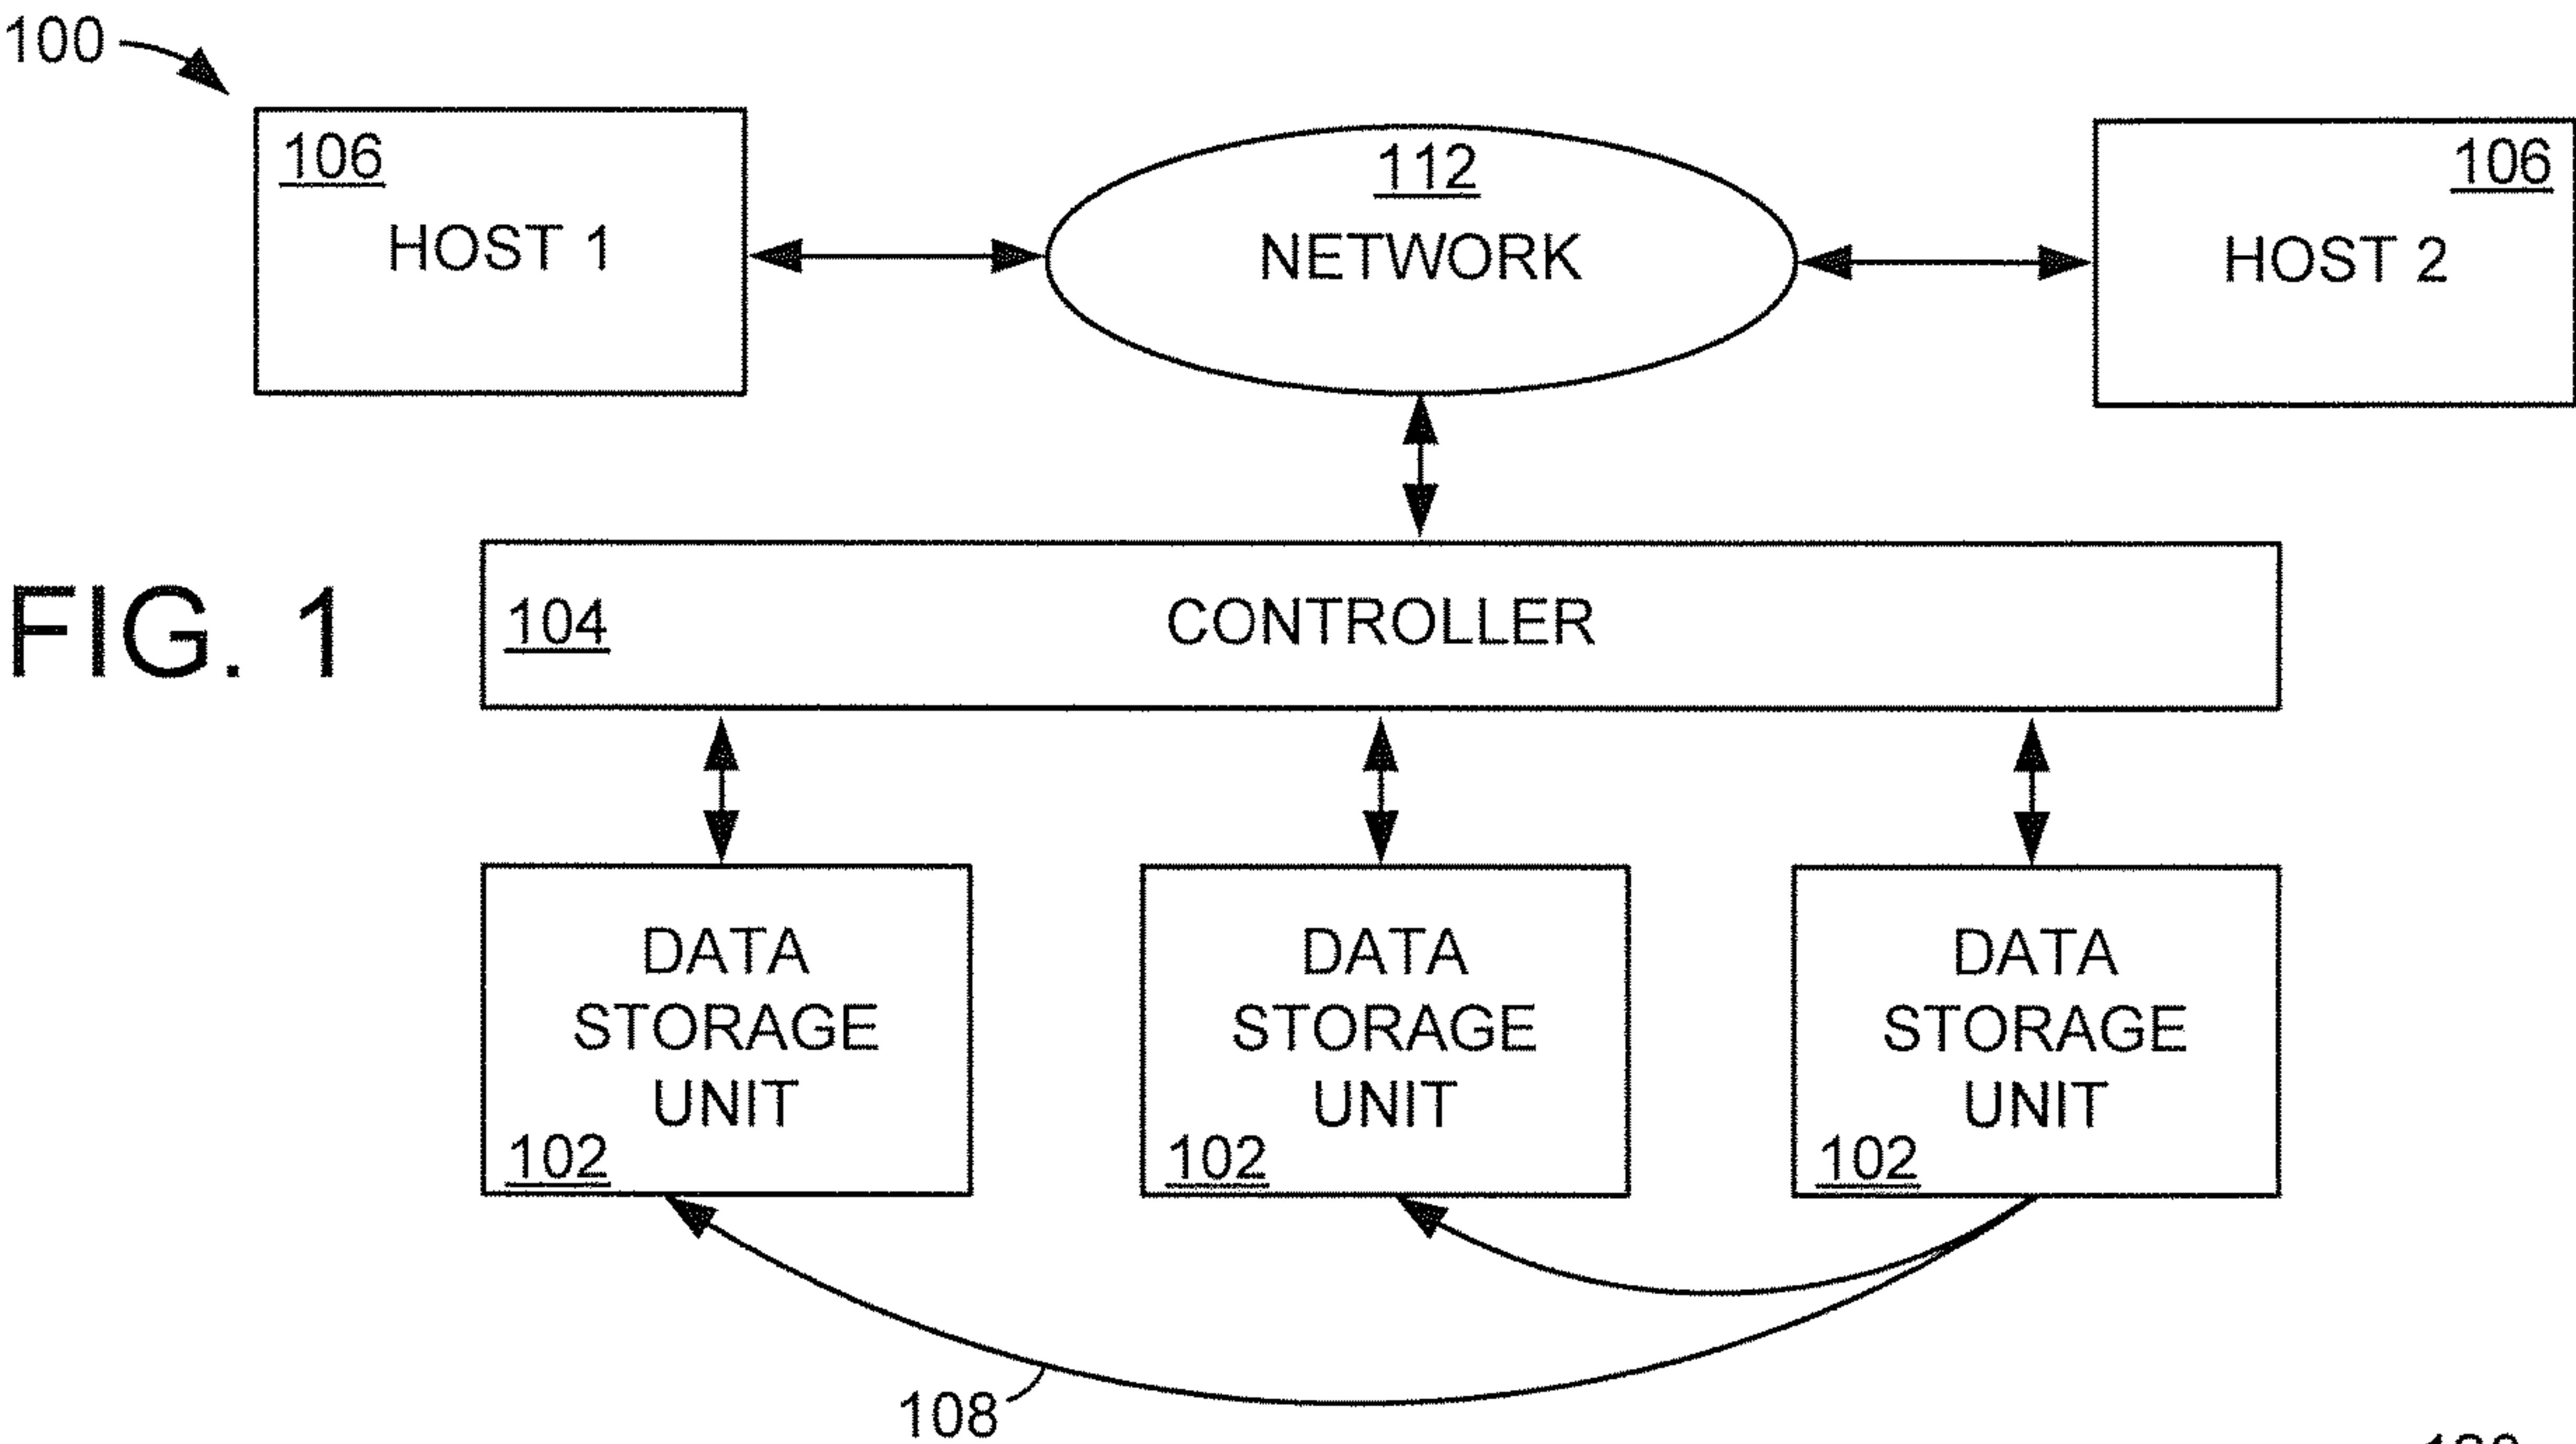 100
106
HOST 1
112
NETWORK
106
HOST 2
FIG. 1
104
CONTROLLER
DATA
STORAGE
UNIT
102
DATA
STORAGE
UNIT
102
DATA
STORAGE
UNIT
102
108